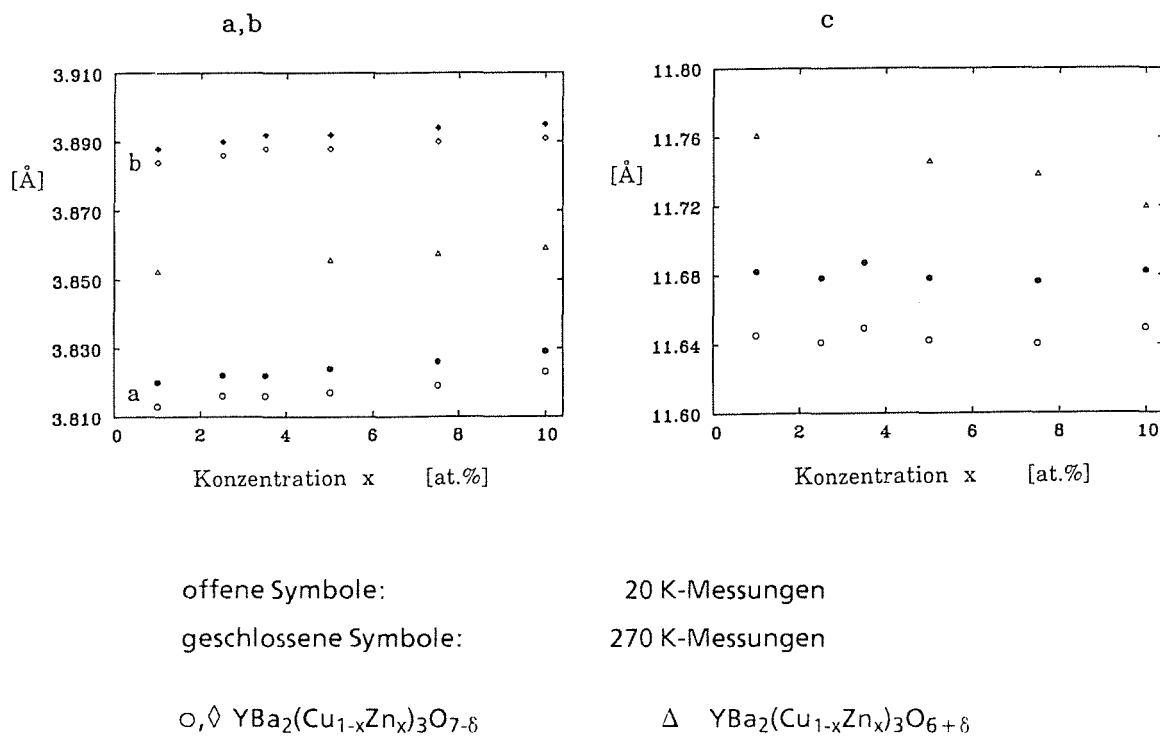 a,b
c
3.910
3.890
3.870
3.850
3.830
3.810
[Å]
b
a
0 2 4 6 8 10
Konzentration x [at.%]
11.80
11.76
11.72
11.68
11.64
11.60
[Å]
0 2 4 6 8 10
Konzentration x [at.%]
offene Symbole: 20 K-Messungen
geschlossene Symbole: 270 K-Messungen
○,◊ YBa₂(Cu₁₋ₓZnₓ)₃O₇₋δ Δ YBa₂(Cu₁₋ₓZnₓ)₃O₆₊δ